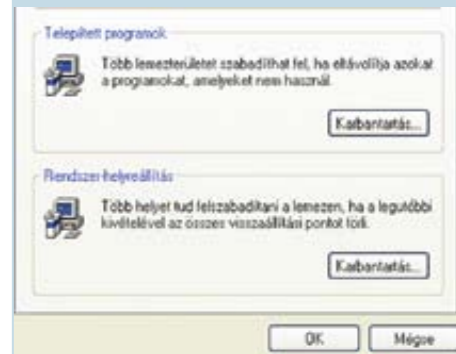 Telepített programok
Több lemezterületet szabadíthat fel, ha eltávolítja azokat
a programokat, amelyeket nem használ.
Karbantartás...
Rendszer-helyreállítás
Több helyet tud felszabadítani a lemezen, ha a legutóbbi
kivételével az összes visszaállítási pontot törli.
Karbantartás...
OK
Mégse